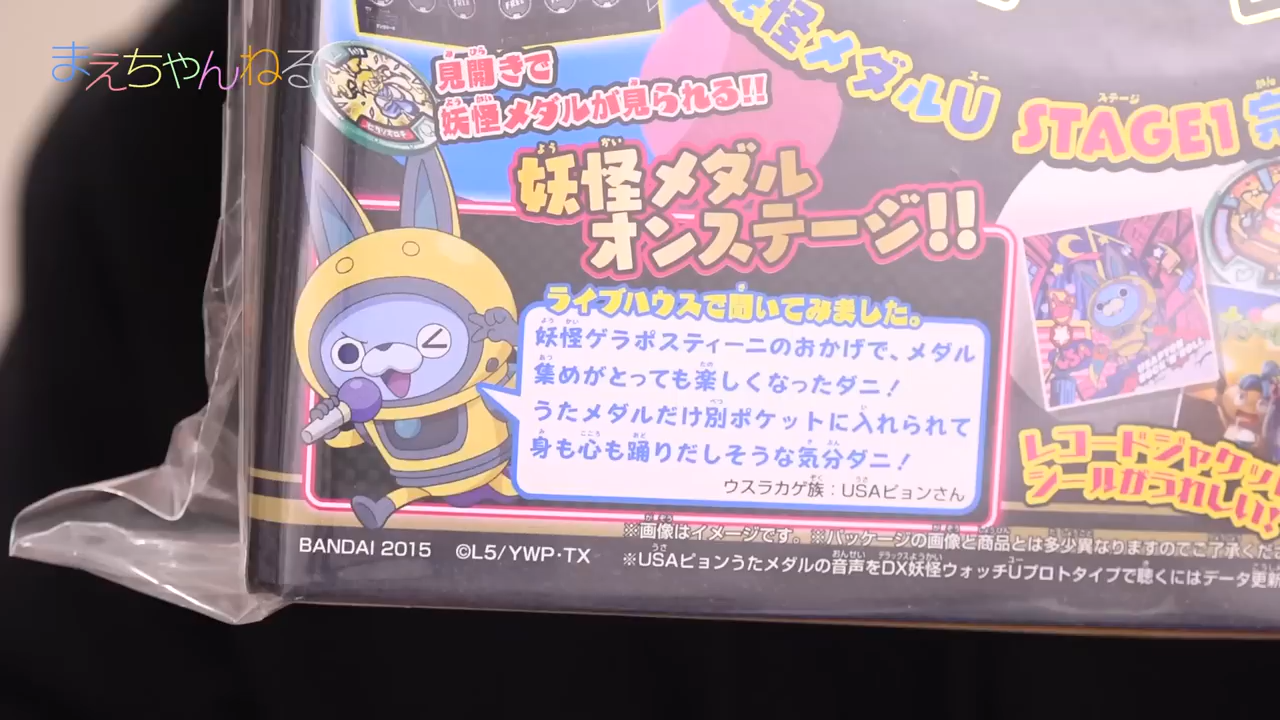 まえちゃんねる
見開きで
妖怪メダルが見られる!!
怪メダルU
STAGE1
妖怪メダル
オンステージ!!
ライブハウスで聞いてみました。
妖怪ゲラポスティーニのおかげで、メダル
集めがとっても楽しくなったダニ!
うたメダルだけ別ポケットに入れられて
身も心も踊りだしそうな気分ダニ!
ウスラカゲ族:USAピョンさん
レコードジャケッ
シールがうれしい!
BANDAI 2015 ©L5/YWP・TX
※画像はイメージです。※パッケージの画像と商品とは多少異なりますのでご了承くだ
※USAピョンうたメダルの音声をDX妖怪ウォッチUプロトタイプで聴くにはデータ更新